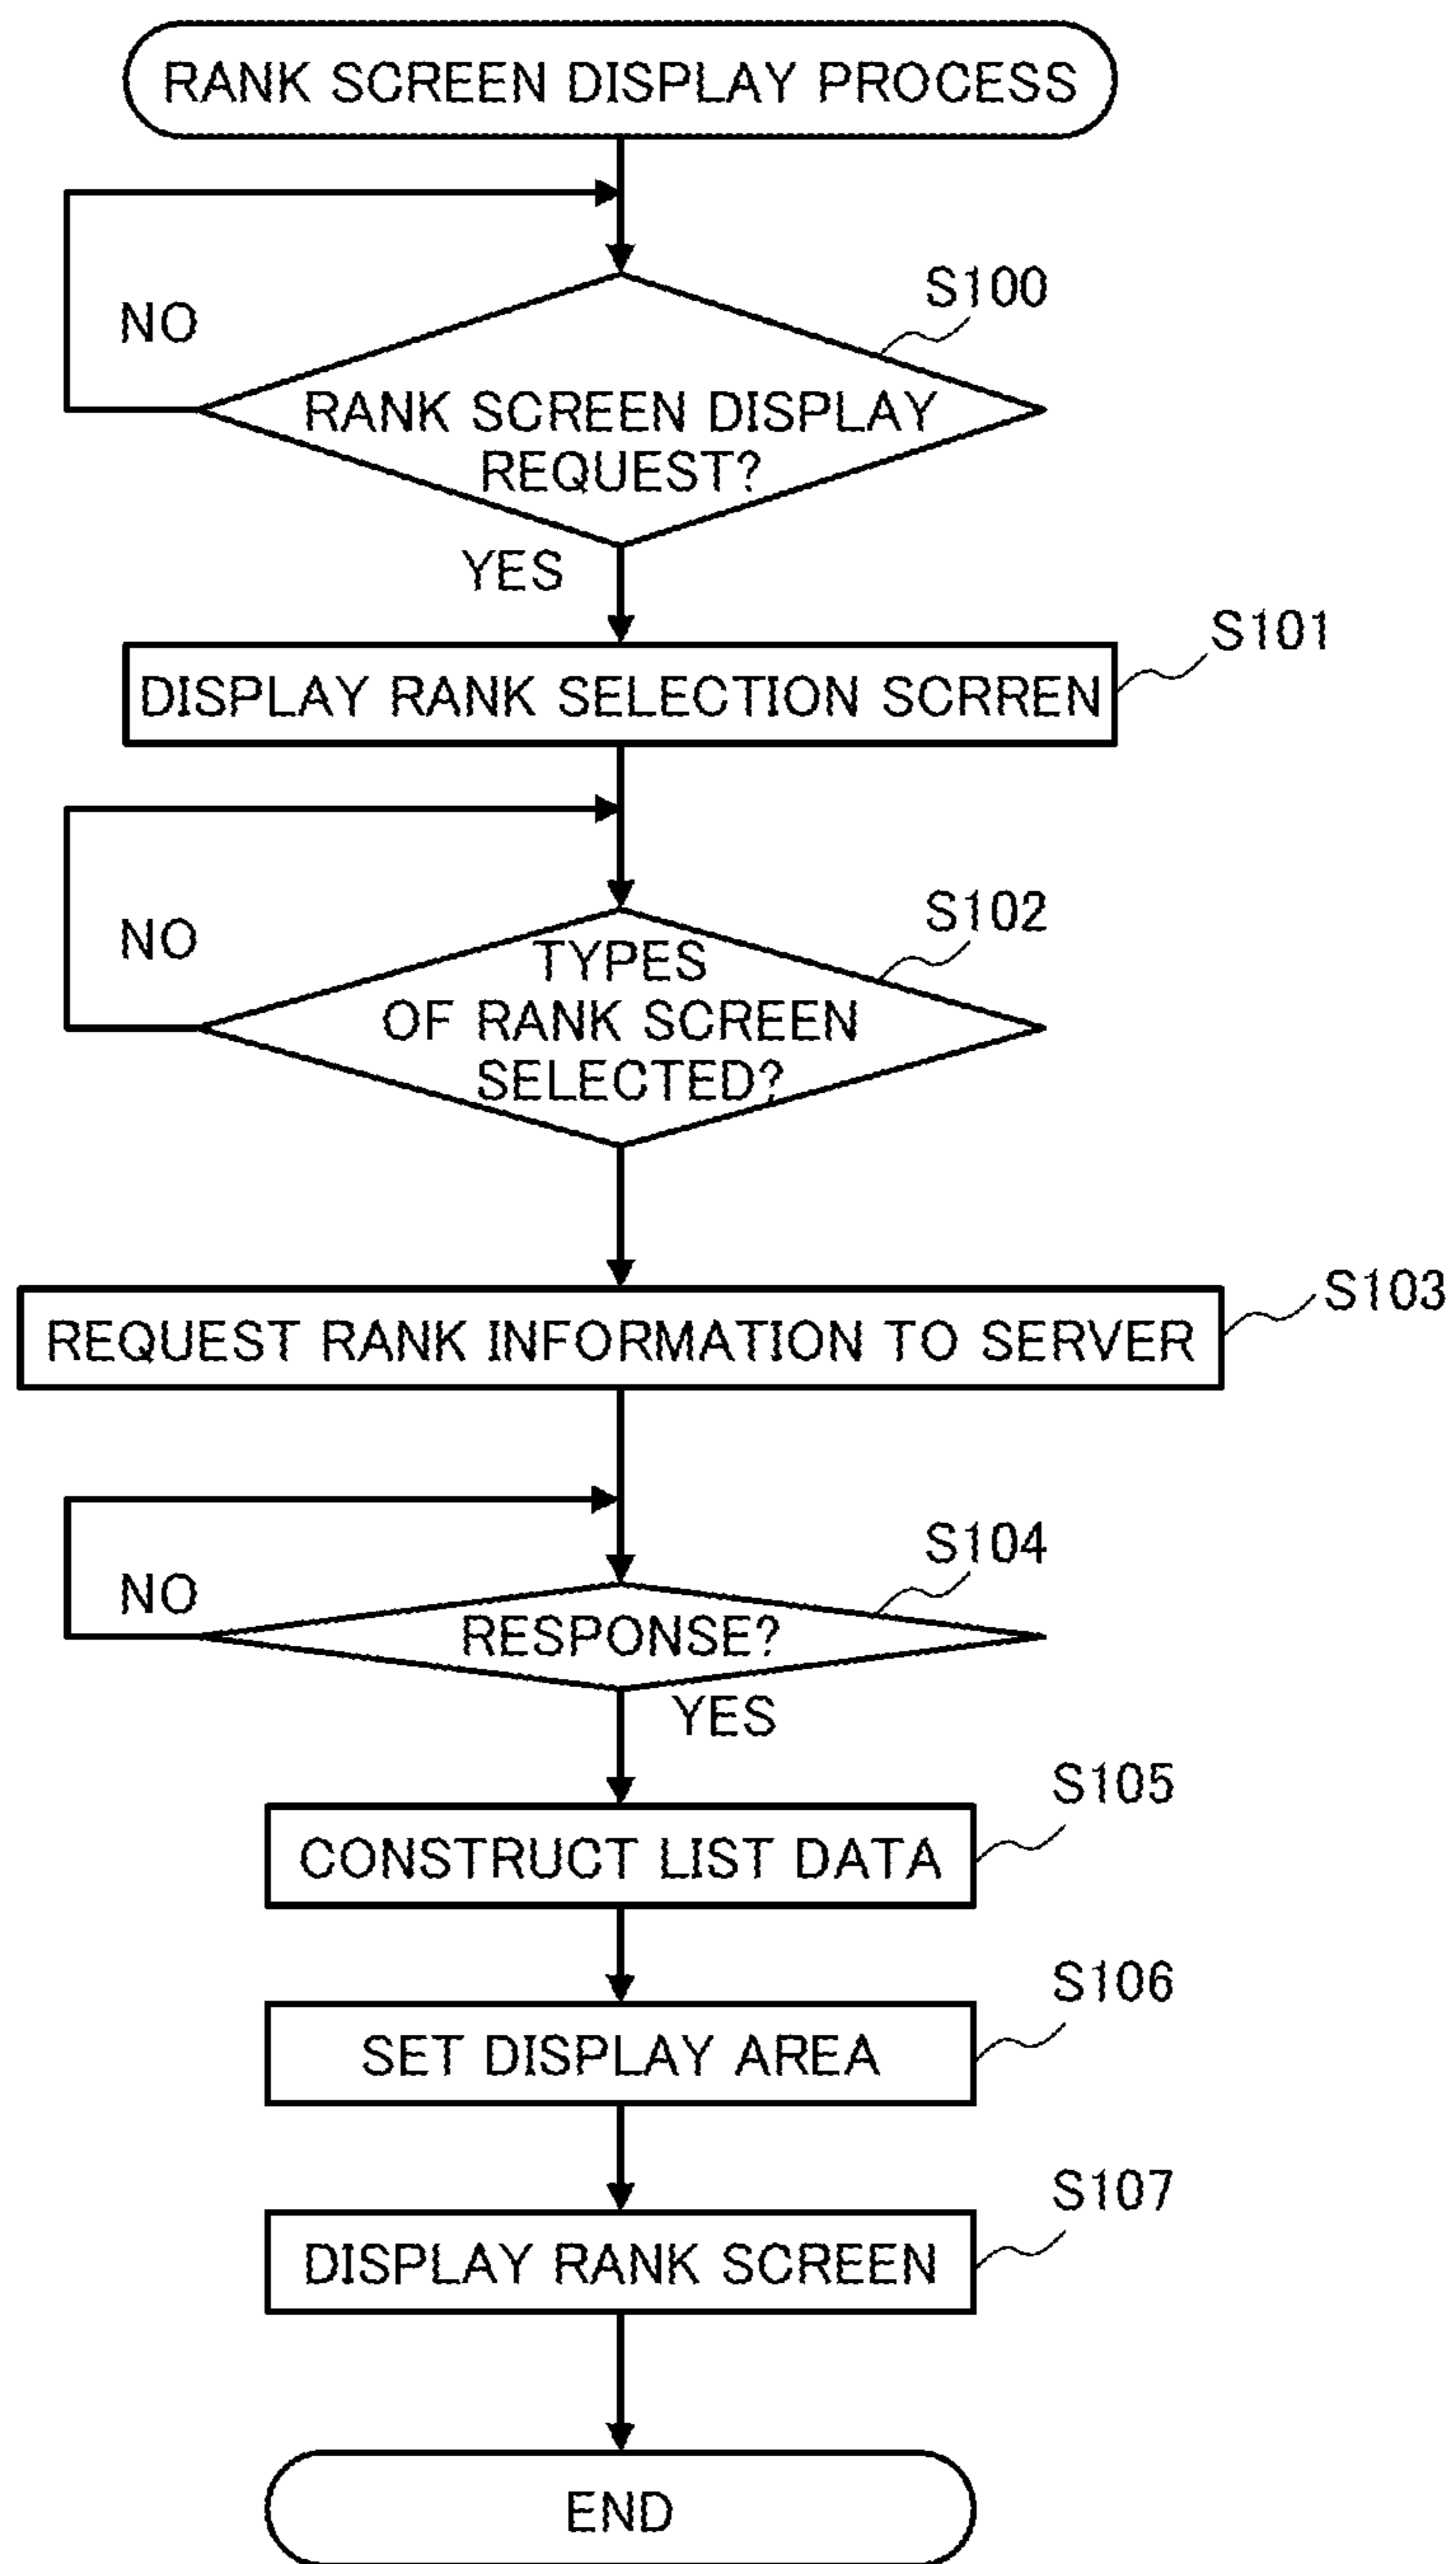 RANK SCREEN DISPLAY PROCESS
S100
NO
RANK SCREEN DISPLAY
REQUEST?
YES
S101
DISPLAY RANK SELECTION SCRREN
S102
NO
TYPES
OF RANK SCREEN
SELECTED?
S103
REQUEST RANK INFORMATION TO SERVER
S104
NO
RESPONSE?
YES
S105
CONSTRUCT LIST DATA
S106
SET DISPLAY AREA
S107
DISPLAY RANK SCREEN
END